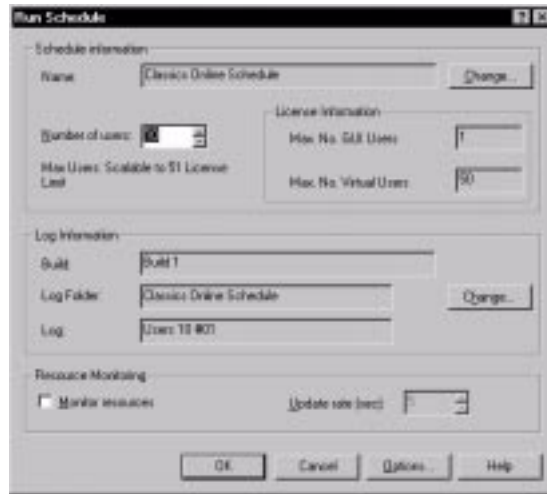 Run Schedule
Schedule information
Name
Classics Online Schedule
Change...
Number of users:
Max Users: Scalable to 51 License Limit
License Information
Max. No. GUI Users
1
Max. No. Virtual Users
50
Log Information
Build:
Build 1
Log Folder:
Classics Online Schedule
Change...
Log:
Users 10 #01
Resource Monitoring
Monitor resources
Update rate (sec):
OK
Cancel
Options...
Help